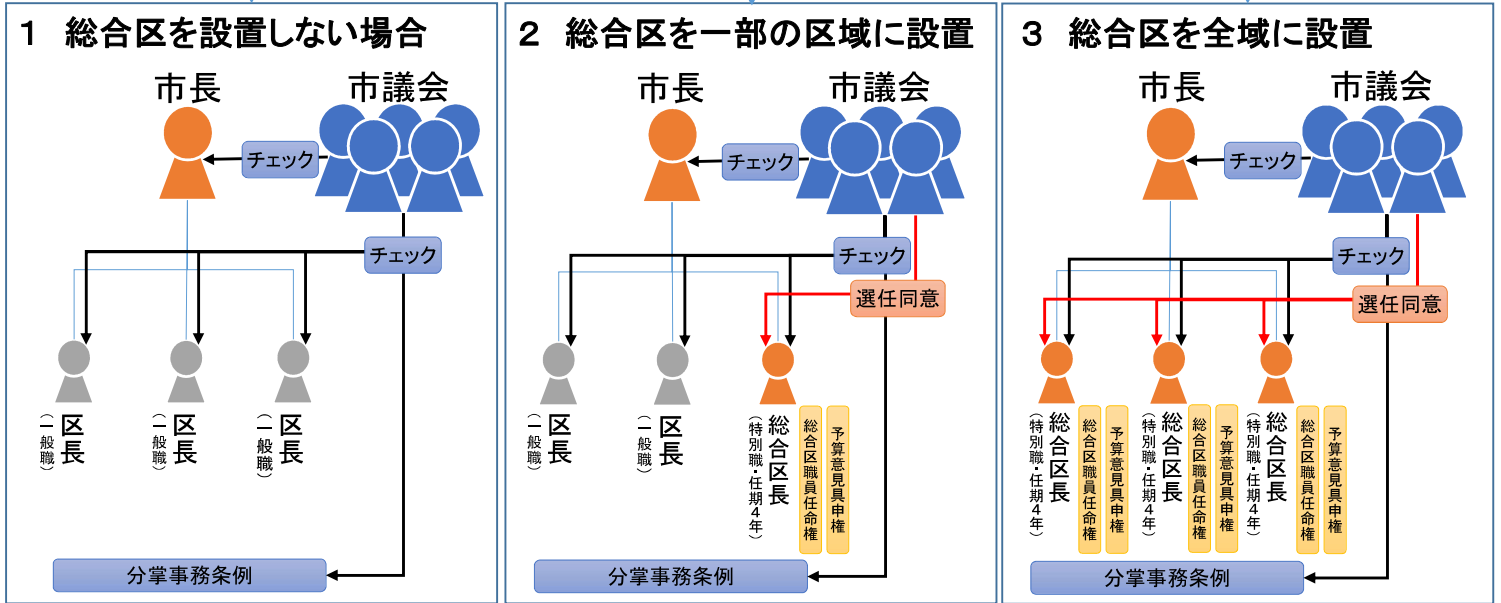 1 総合区を設置しない場合
市長
市議会
チェック
チェック
区長
（一般職）
区長
（一般職）
区長
（一般職）
分掌事務条例
2 総合区を一部の区域に設置
市長
市議会
チェック
チェック
選任同意
区長
（一般職）
区長
（一般職）
総合区長
（特別職・任期4年）
総合区職員任命権
予算意見具申権
分掌事務条例
3 総合区を全域に設置
市長
市議会
チェック
チェック
選任同意
総合区長
（特別職・任期4年）
総合区職員任命権
予算意見具申権
総合区長
（特別職・任期4年）
総合区職員任命権
予算意見具申権
総合区長
（特別職・任期4年）
総合区職員任命権
予算意見具申権
分掌事務条例